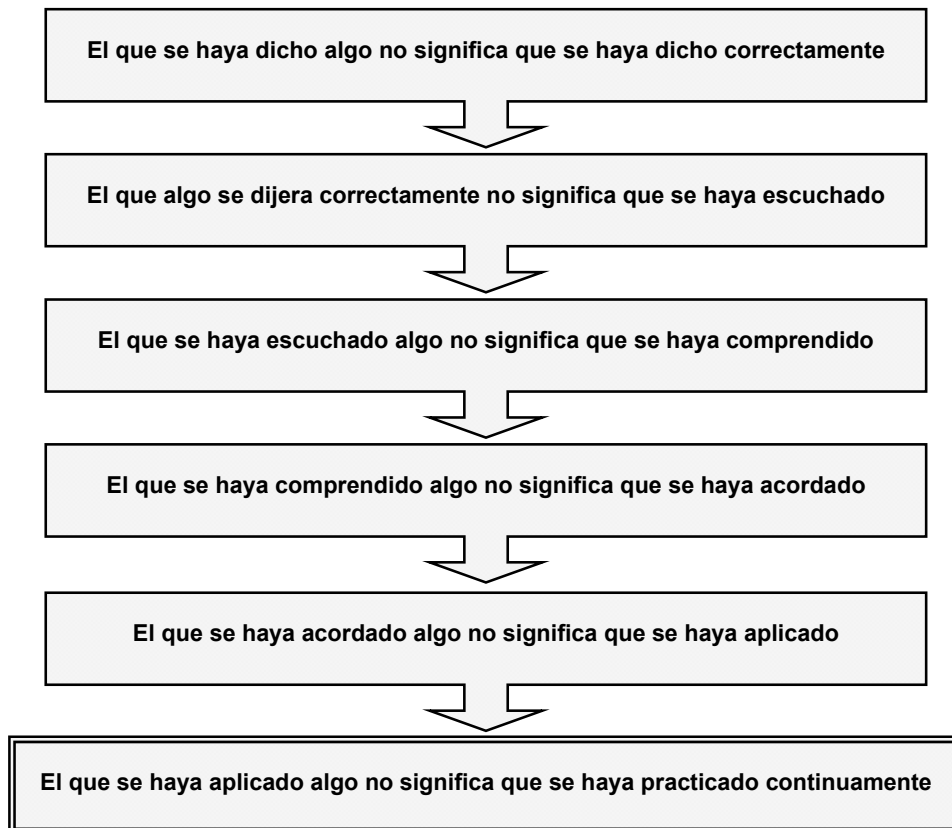 El que se haya dicho algo no significa que se haya dicho correctamente
El que algo se dijera correctamente no significa que se haya escuchado
El que se haya escuchado algo no significa que se haya comprendido
El que se haya comprendido algo no significa que se haya acordado
El que se haya acordado algo no significa que se haya aplicado
El que se haya aplicado algo no significa que se haya practicado continuamente